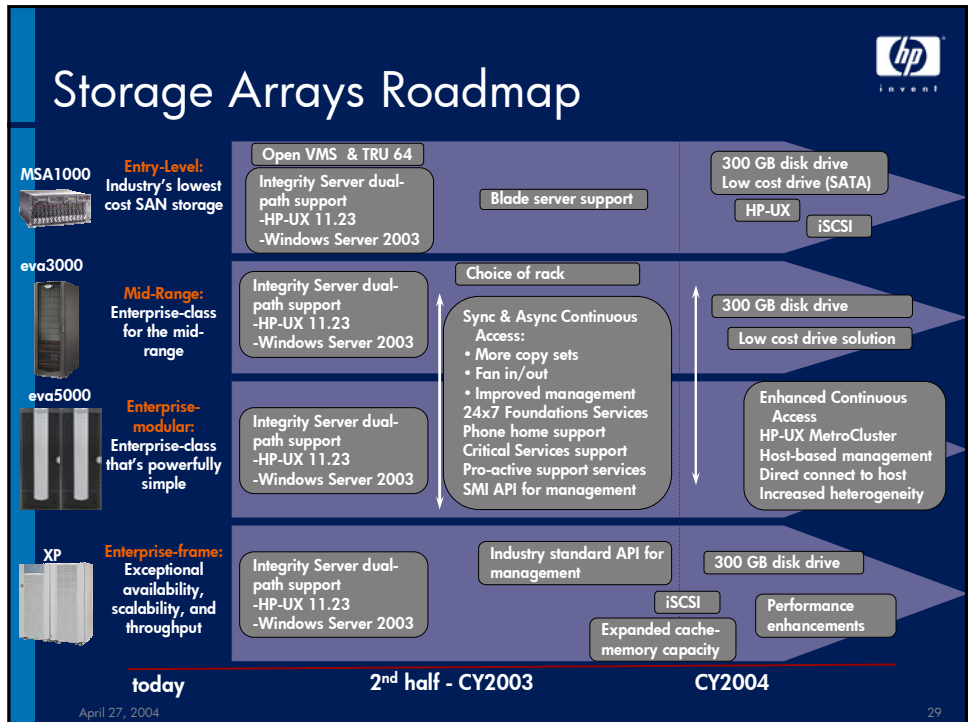 hp
invent
Storage Arrays Roadmap
MSA1000
Entry-Level:
Industry's lowest
cost SAN storage
Open VMS & TRU 64
Integrity Server dual-
path support
-HP-UX 11.23
-Windows Server 2003
Blade server support
300 GB disk drive
Low cost drive (SATA)
HP-UX
iSCSI
eva3000
Mid-Range:
Enterprise-class
for the mid-
range
Integrity Server dual-
path support
-HP-UX 11.23
-Windows Server 2003
Choice of rack
Sync & Async Continuous
Access:
• More copy sets
• Fan in/out
• Improved management
24x7 Foundations Services
Phone home support
Critical Services support
Pro-active support services
SMI API for management
300 GB disk drive
Low cost drive solution
eva5000
Enterprise-
modular:
Enterprise-class
that's powerfully
simple
Integrity Server dual-
path support
-HP-UX 11.23
-Windows Server 2003
Enhanced Continuous
Access
HP-UX MetroCluster
Host-based management
Direct connect to host
Increased heterogeneity
XP
Enterprise-frame:
Exceptional
availability,
scalability, and
throughput
Integrity Server dual-
path support
-HP-UX 11.23
-Windows Server 2003
Industry standard API for
management
iSCSI
Expanded cache-
memory capacity
300 GB disk drive
Performance
enhancements
today
2nd half - CY2003
CY2004
April 27, 2004
29